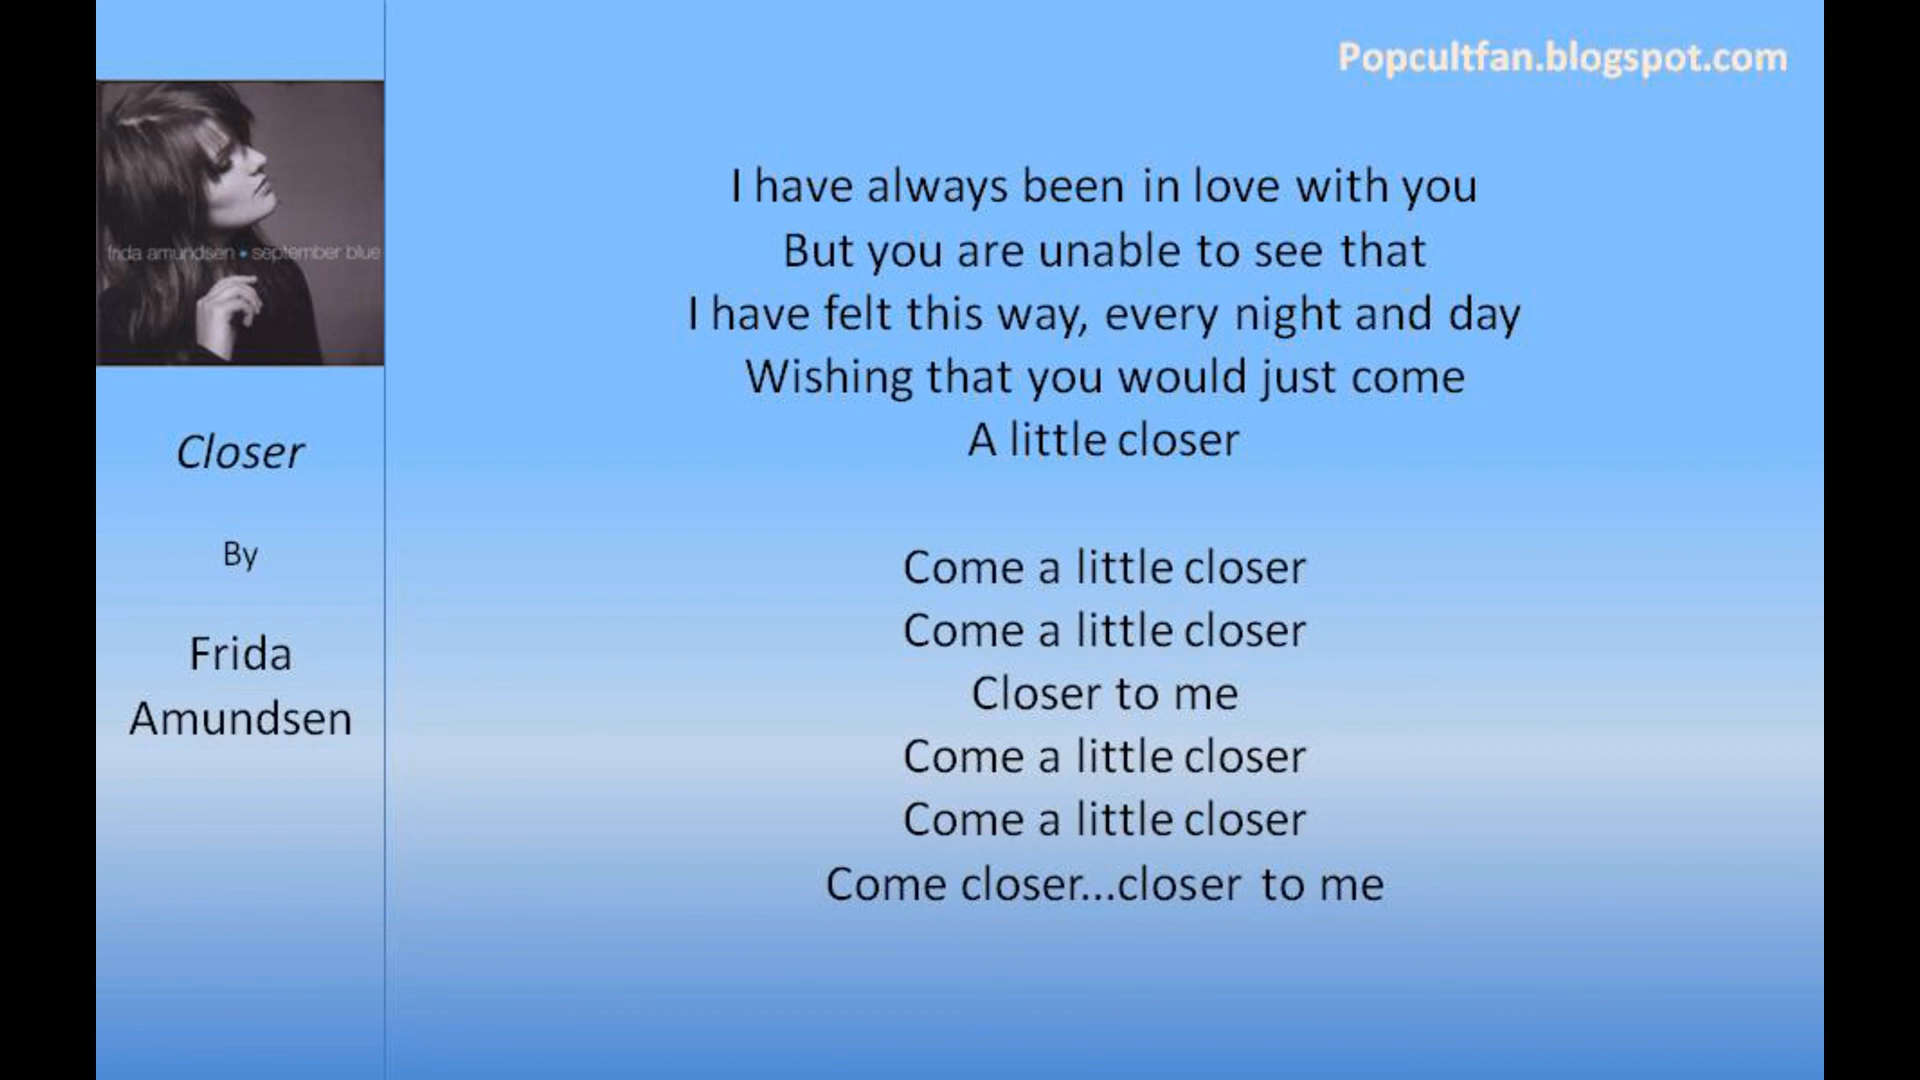 Popcultfan.blogspot.com
frida amundsen • september blue
Closer
By
Frida
Amundsen
I have always been in love with you
But you are unable to see that
I have felt this way, every night and day
Wishing that you would just come
A little closer
Come a little closer
Come a little closer
Closer to me
Come a little closer
Come a little closer
Come closer...closer to me